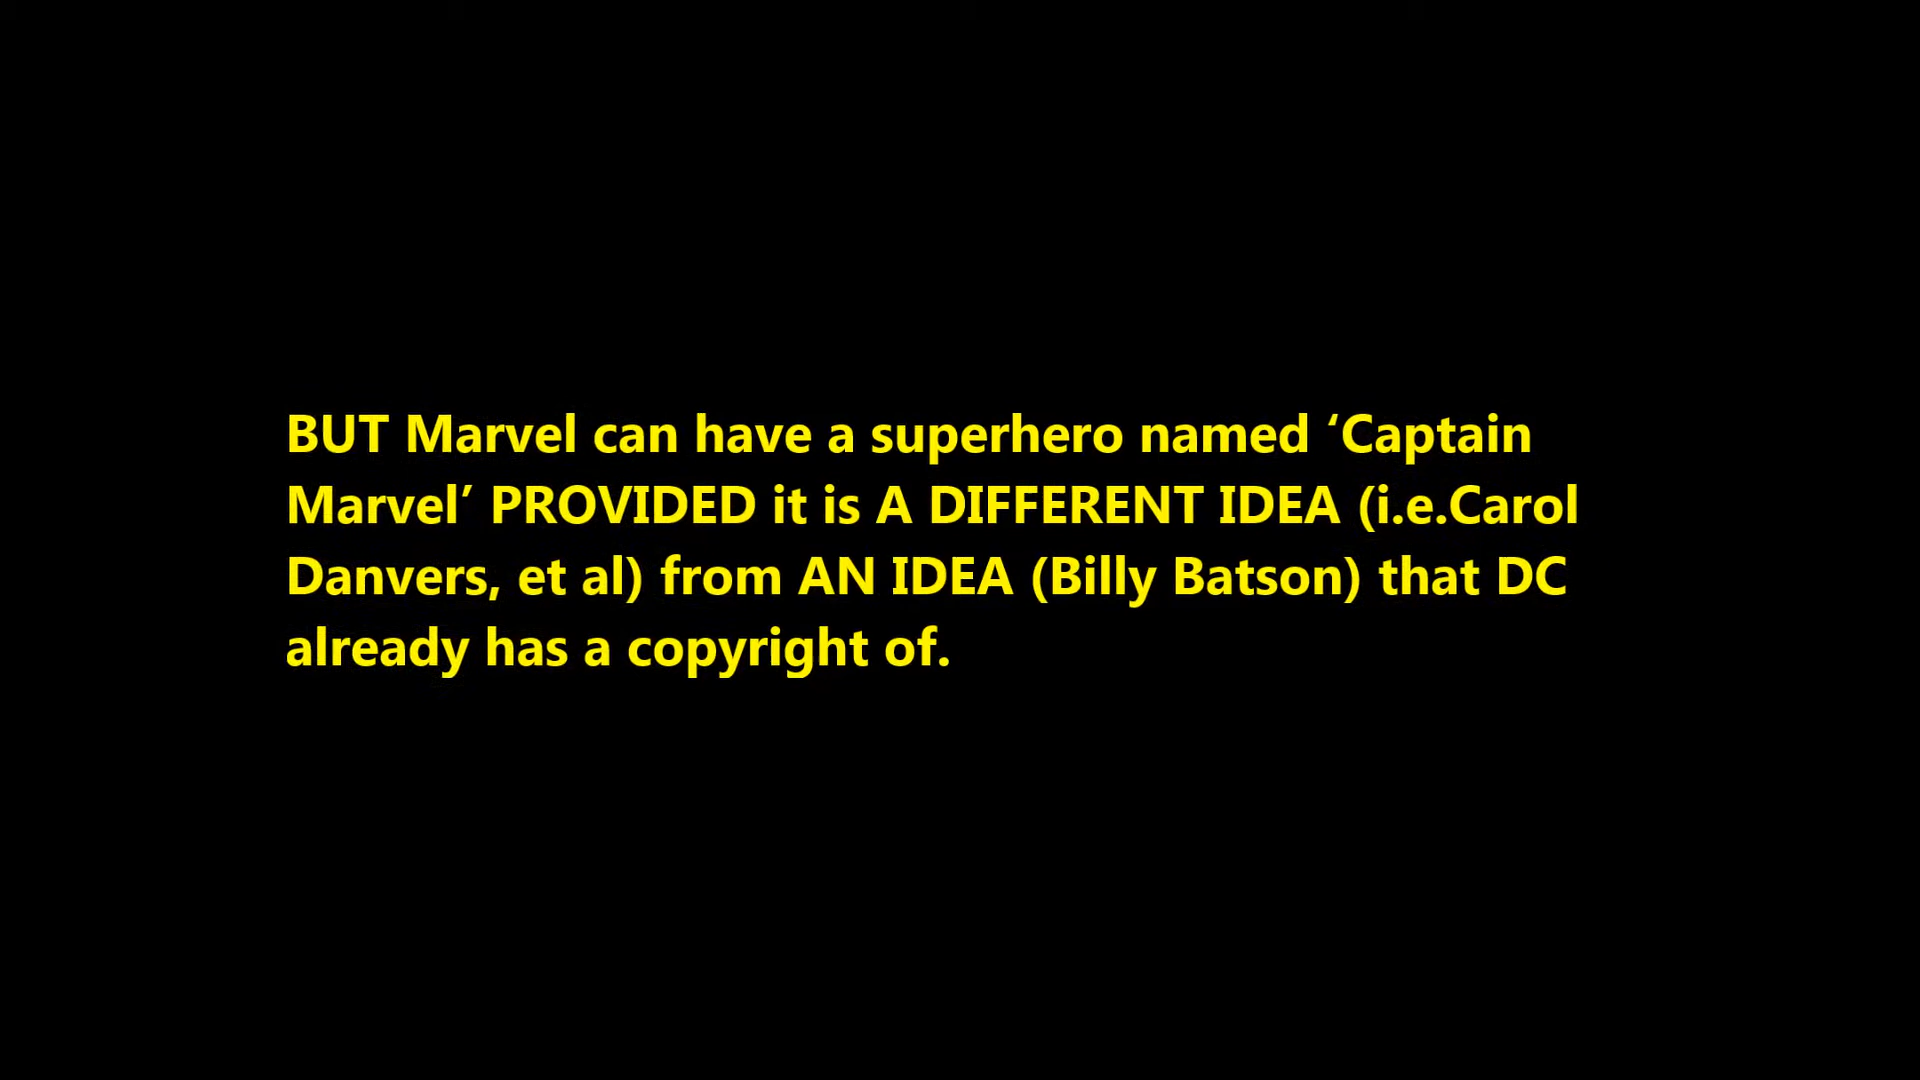 BUT Marvel can have a superhero named ‘Captain
Marvel’ PROVIDED it is A DIFFERENT IDEA (i.e.Carol
Danvers, et al) from AN IDEA (Billy Batson) that DC
already has a copyright of.